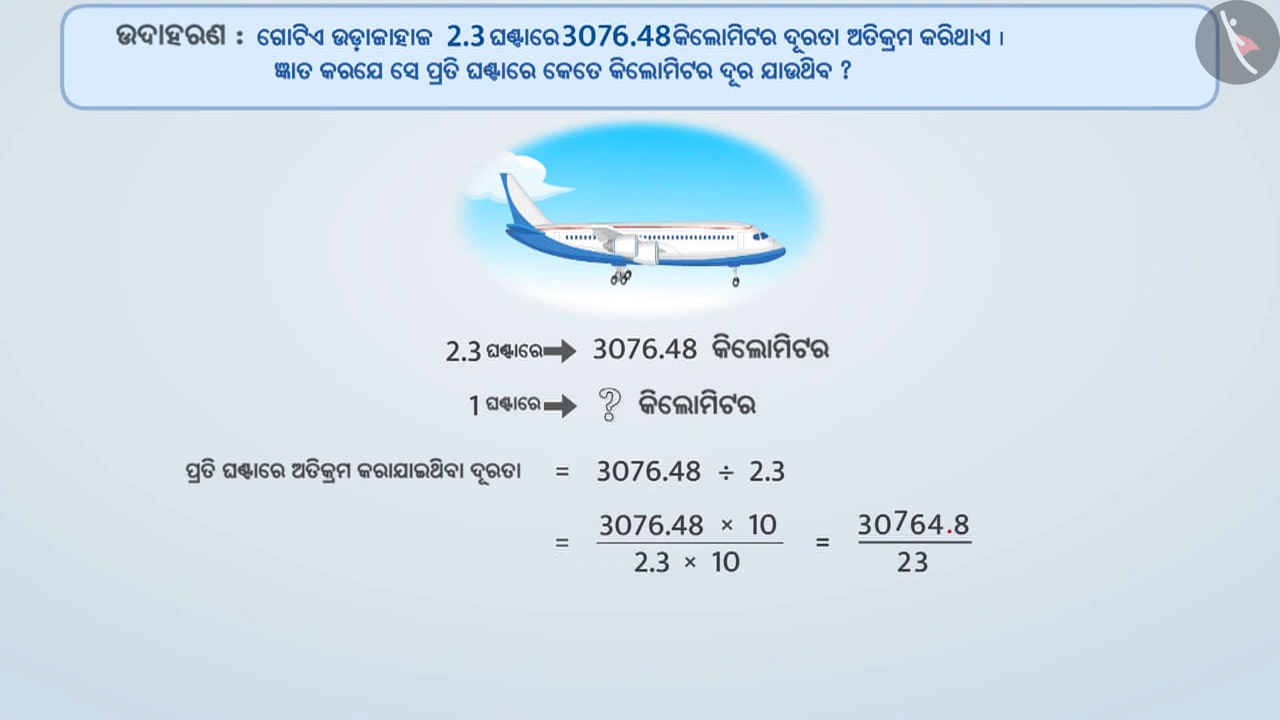 ଉଦାହରଣ : ଗୋଟିଏ ଉଡ଼ାଜାହାଜ 2.3 ଘଣ୍ଟାରେ 3076.48 କିଲୋମିଟର ଦୂରତା ଅତିକ୍ରମ କରିଥାଏ ।
ଜ୍ଞାତ କରଯେ ସେ ପ୍ରତି ଘଣ୍ଟାରେ କେତେ କିଲୋମିଟର ଦୂର ଯାଉଥିବ ?
2.3 ଘଣ୍ଟାରେ → 3076.48 କିଲୋମିଟର
1 ଘଣ୍ଟାରେ → ? କିଲୋମିଟର
ପ୍ରତି ଘଣ୍ଟାରେ ଅତିକ୍ରମ କରାଯାଇଥିବା ଦୂରତା = 3076.48 ÷ 2.3
= 3076.48 × 10 / 2.3 × 10 = 30764.8 / 23